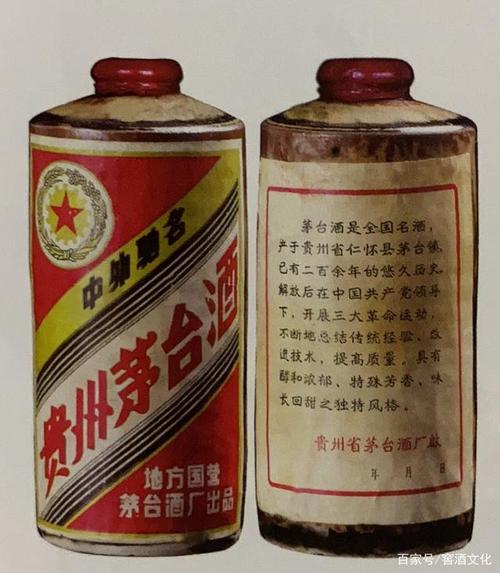 中外驰名
贵州茅台酒
地方国营
茅台酒厂出品
茅台酒是全国名酒，
产于贵州省仁怀县茅台镇，
已有二百余年的悠久历史，
解放后在中国共产党领导
下，开展三大革命运动，
不断地总结传统经验，改
进技术，提高质量。具有
醇和浓郁、特殊芳香、味
长回甜之独特风格。
贵州省茅台酒厂啟
年 月 日
百家号/窖酒文化